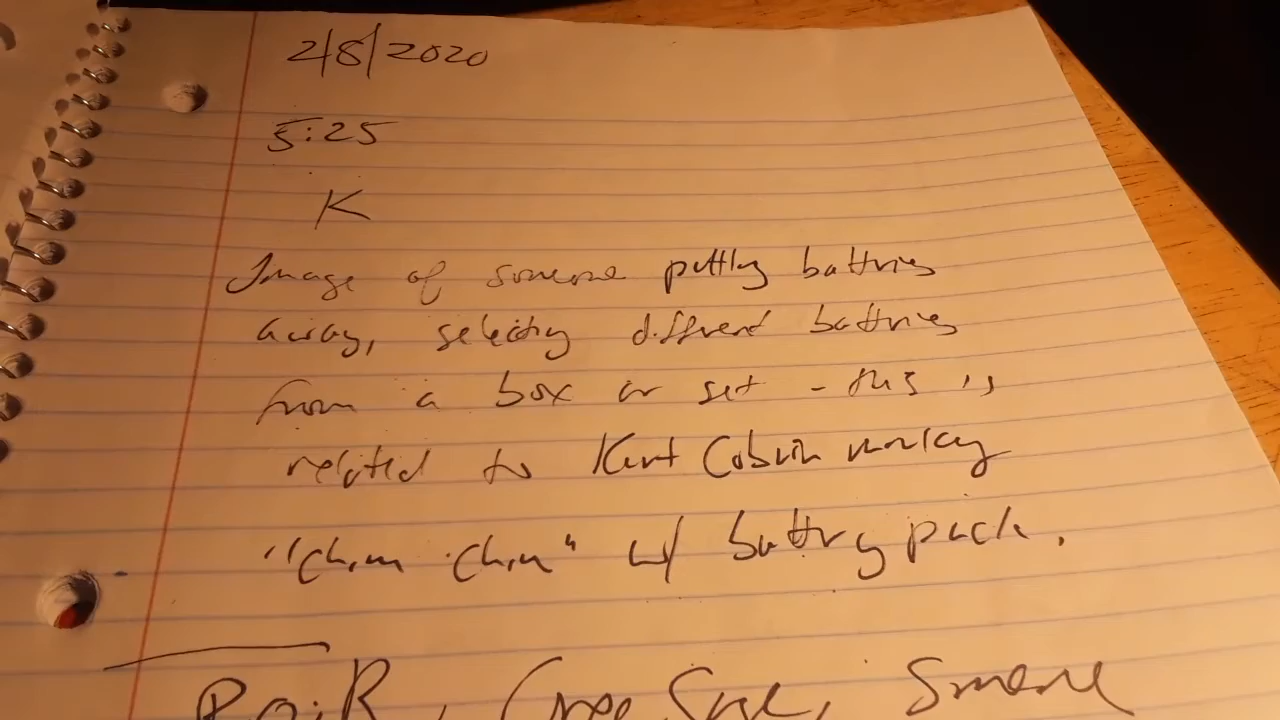 2/8/2020
5:25
K
Image of someone putting batteries
away, selecting different batteries
from a box or set - this is
related to Kurt Cobain monkey
"Chim Chim" w/ battery pack.